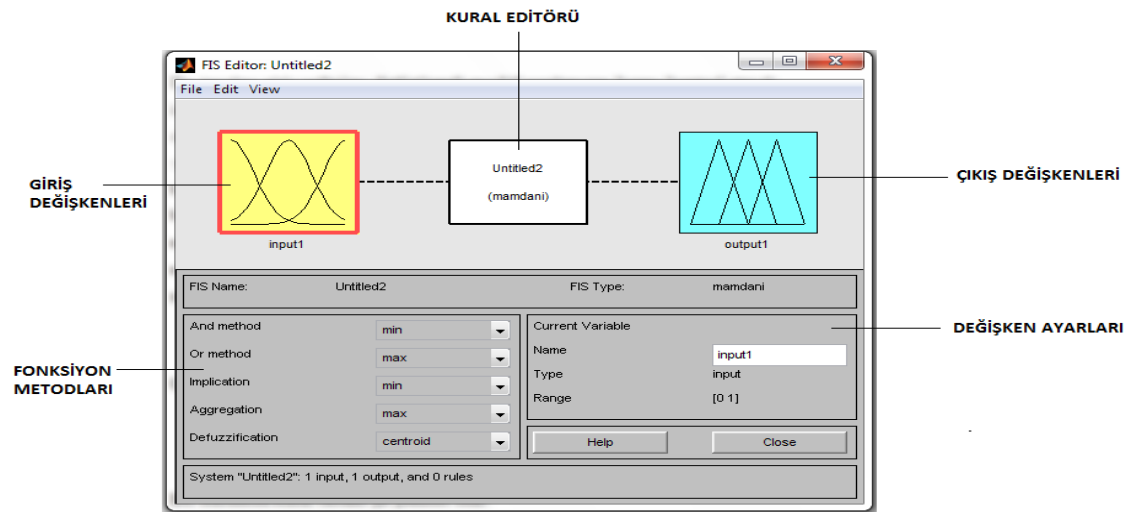 KURAL EDİTÖRÜ
FIS Editor: Untitled2
File Edit View
GİRİŞ
DEĞİŞKENLERİ
input1
Untitled2
(mamdani)
output1
ÇIKIŞ DEĞİŞKENLERİ
FIS Name: Untitled2 FIS Type: mamdani
FONKSİYON
METODLARI
And method min
Or method max
Implication min
Aggregation max
Defuzzification centroid
Current Variable
Name input1
Type input
Range [0 1]
DEĞİŞKEN AYARLARI
Help Close
System "Untitled2": 1 input, 1 output, and 0 rules